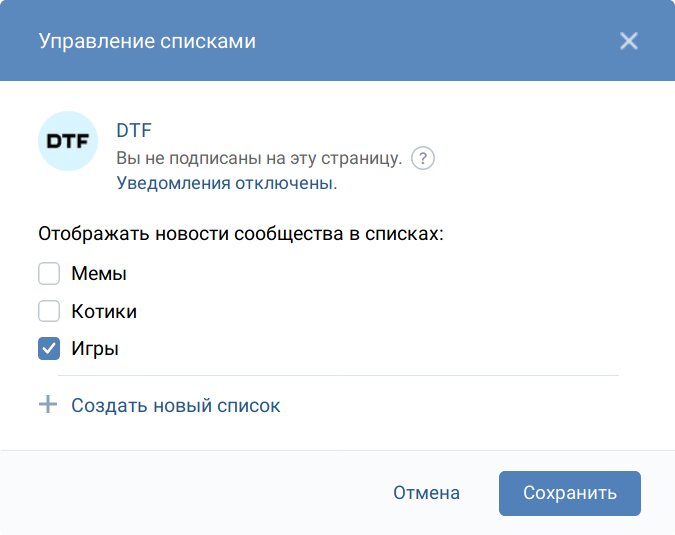 Управление списками
DTF
DTF
Вы не подписаны на эту страницу. ?
Уведомления отключены.
Отображать новости сообщества в списках:
Мемы
Котики
Игры
Создать новый список
Отмена
Сохранить